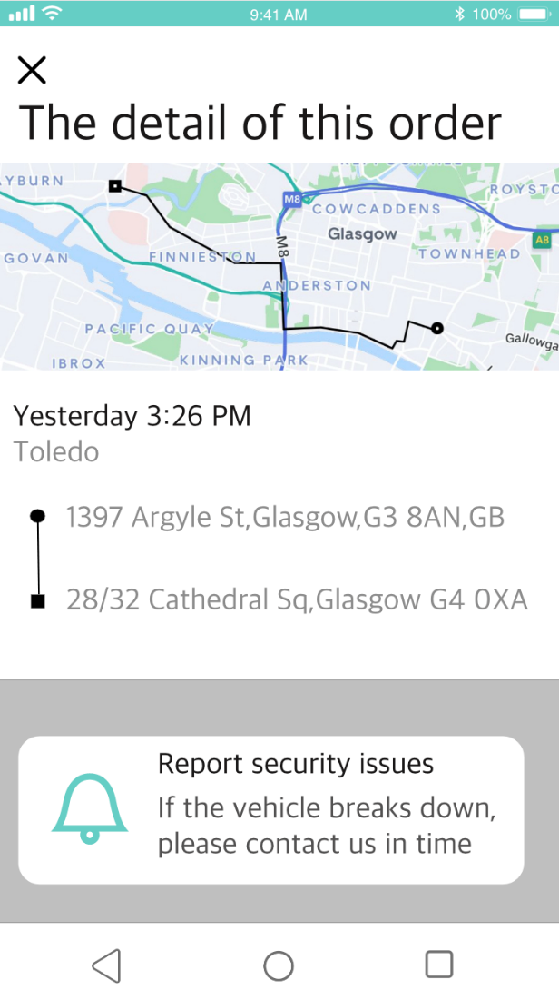 9:41 AM
100%
The detail of this order
YBURN
ROYSTO
M8
COWCADDENS
Glasgow
A8
M8
GOVAN
FINNIESTON
TOWNHEAD
ANDERSTON
PACIFIC QUAY
Gallowga
IBROX
KINNING PARK
Yesterday 3:26 PM
Toledo
1397 Argyle St,Glasgow,G3 8AN,GB
28/32 Cathedral Sq,Glasgow G4 0XA
Report security issues
If the vehicle breaks down,
please contact us in time